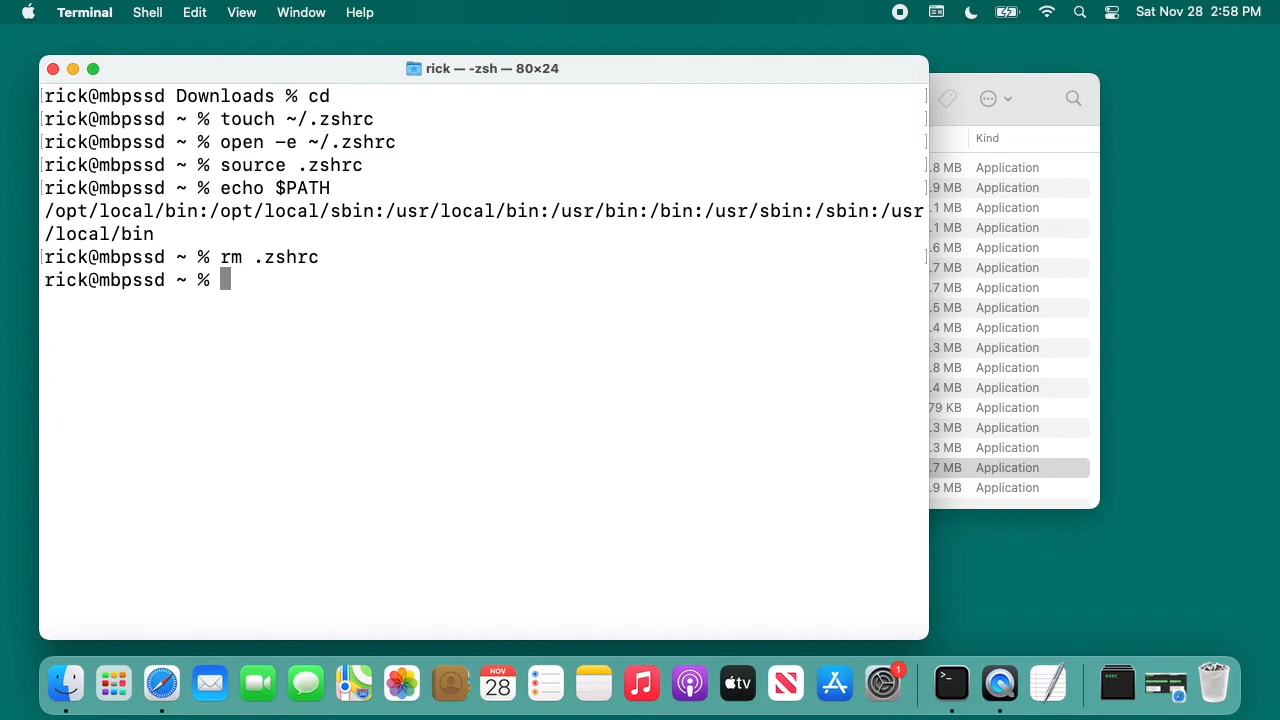 Terminal Shell Edit View Window Help Sat Nov 28 2:58 PM
rick — -zsh — 80×24
rick@mbpssd Downloads % cd
rick@mbpssd ~ % touch ~/.zshrc
rick@mbpssd ~ % open -e ~/.zshrc
rick@mbpssd ~ % source .zshrc
rick@mbpssd ~ % echo $PATH
/opt/local/bin:/opt/local/sbin:/usr/local/bin:/usr/bin:/bin:/usr/sbin:/sbin:/usr
/local/bin
rick@mbpssd ~ % rm .zshrc
rick@mbpssd ~ %
Kind
.8 MB Application
.9 MB Application
.1 MB Application
.1 MB Application
.6 MB Application
.7 MB Application
.7 MB Application
.5 MB Application
.4 MB Application
.3 MB Application
.8 MB Application
.4 MB Application
79 KB Application
.3 MB Application
.3 MB Application
.7 MB Application
.9 MB Application
NOV
28
tv
1
>_
exec